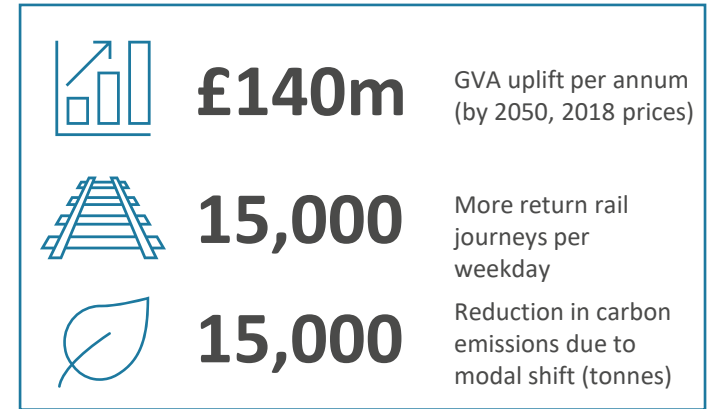 £140m
GVA uplift per annum
(by 2050, 2018 prices)
15,000
More return rail
journeys per
weekday
15,000
Reduction in carbon
emissions due to
modal shift (tonnes)